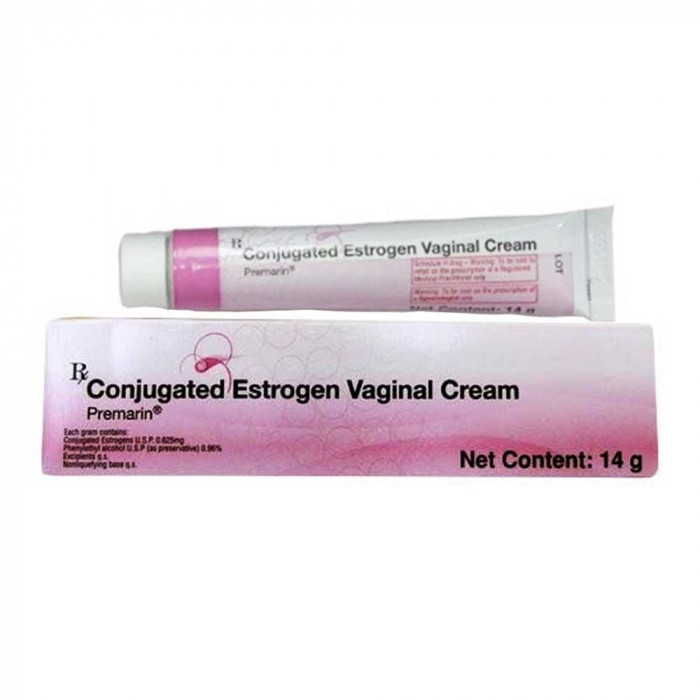 Rx
Conjugated Estrogen Vaginal Cream
Premarin®
Schedule H drug - Warning: To be sold by
retail on the prescription of a Registered
Medical Practitioner only
Warning: To be sold on the prescription of
a Gynaecologist only
LOT
Net Content: 14 g
Rx
Conjugated Estrogen Vaginal Cream
Premarin®
Each gram contains:
Conjugated Estrogens U.S.P. 0.625mg
Phenylethyl alcohol U.S.P (as preservative) 0.96%
Excipients q.s.
Nonliquefying base q.s.
Net Content: 14 g